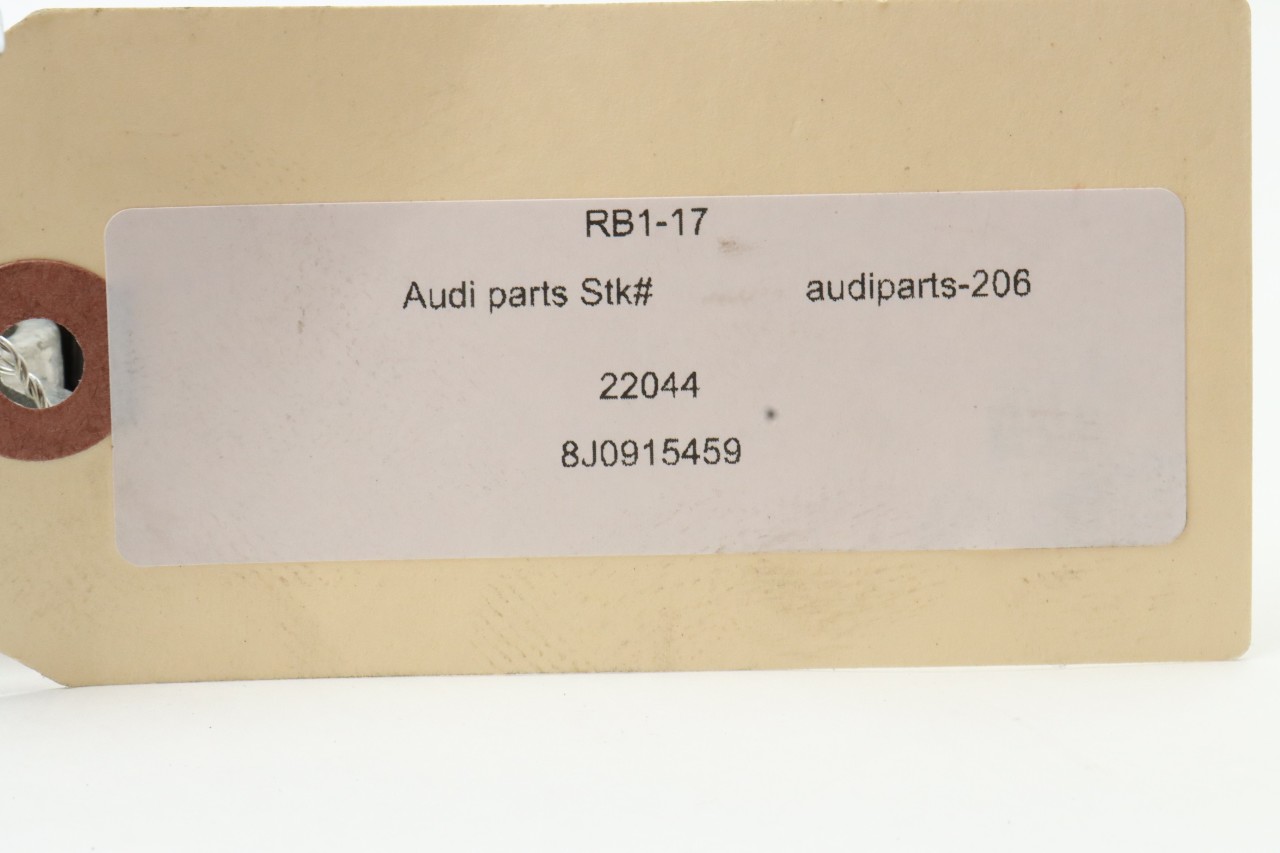 RB1-17
Audi parts Stk# audiparts-206
22044
8J0915459